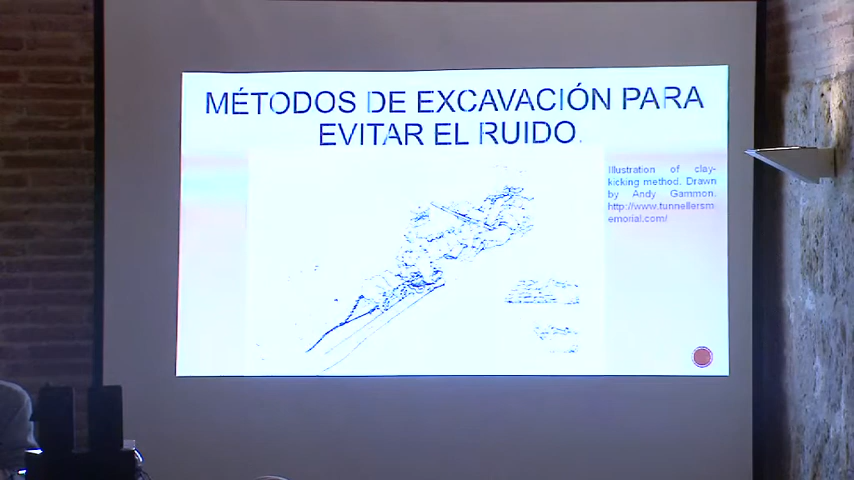 MÉTODOS DE EXCAVACIÓN PARA
EVITAR EL RUIDO.
Illustration of clay-
kicking method. Drawn
by Andy Gammon.
http://www.tunnellersm
emorial.com/